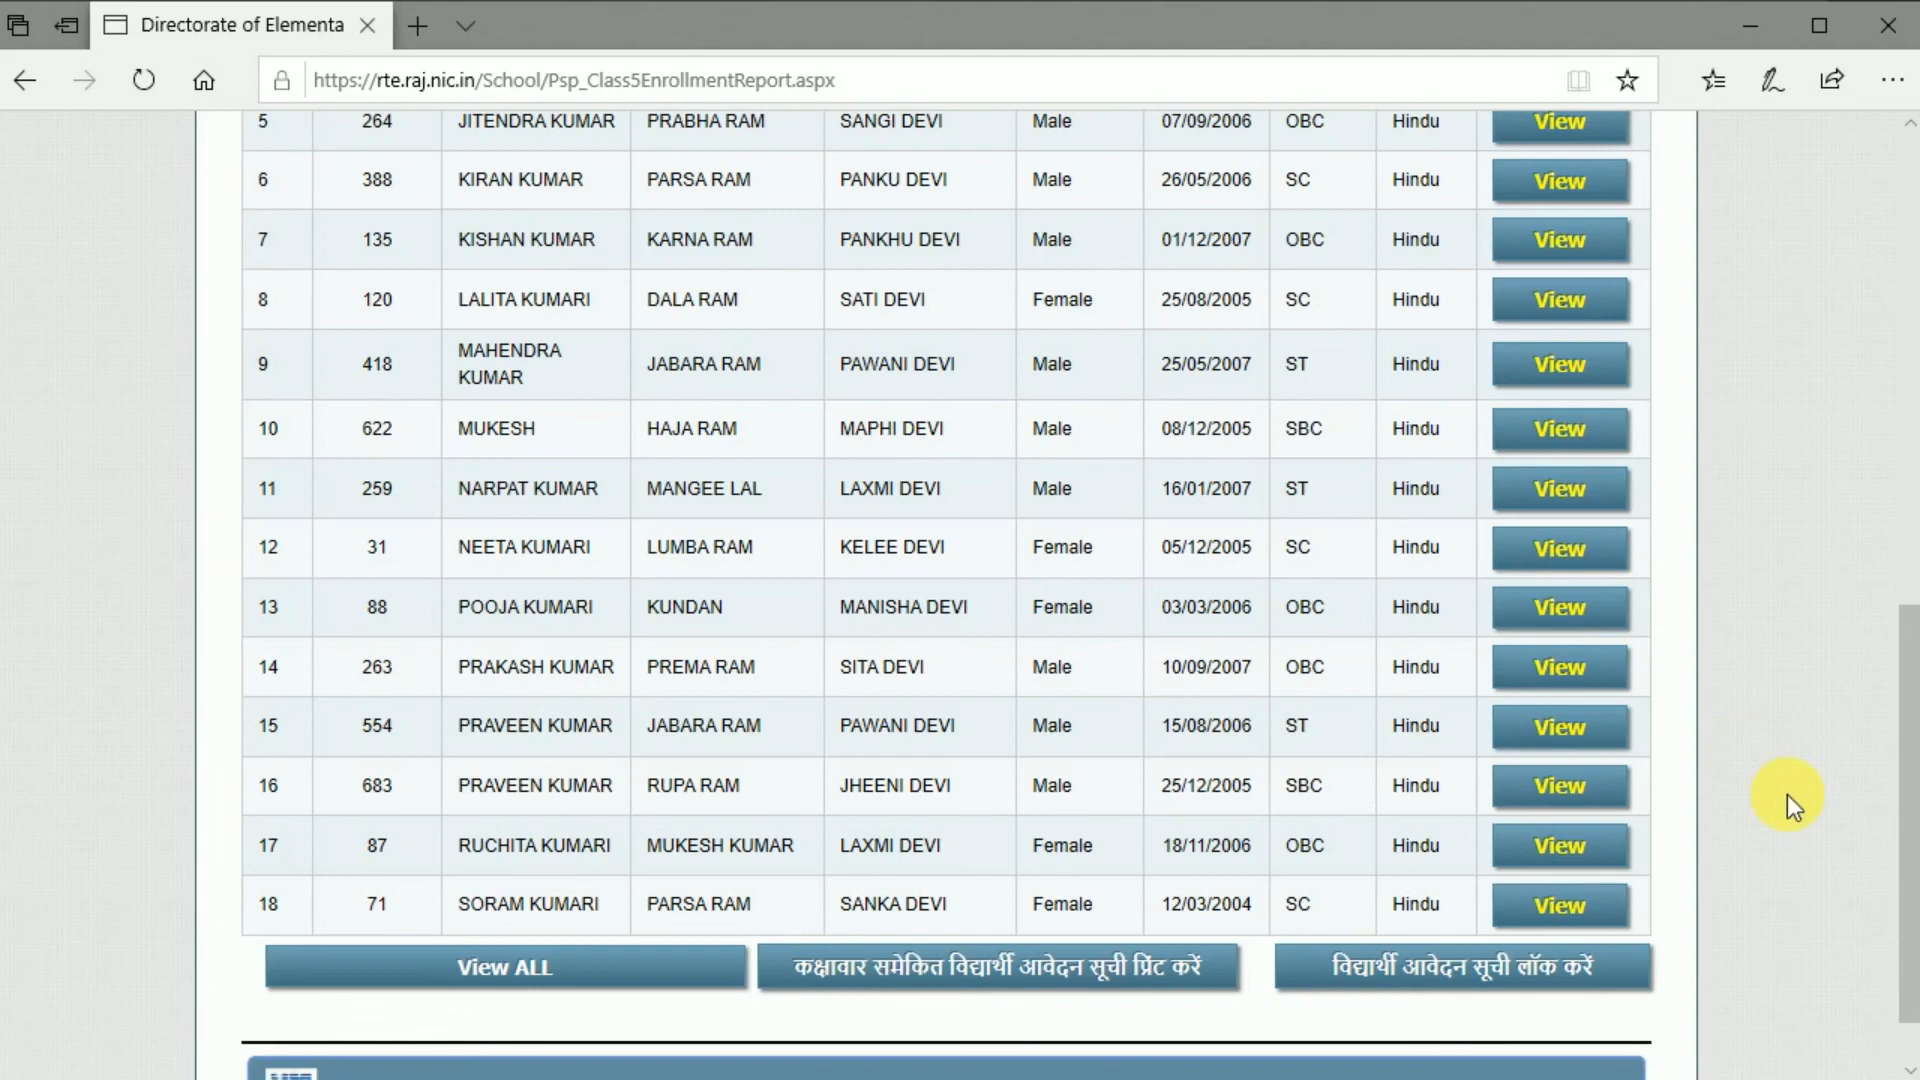 Directorate of Elementa
https://rte.raj.nic.in/School/Psp_Class5EnrollmentReport.aspx
5 264 JITENDRA KUMAR PRABHA RAM SANGI DEVI Male 07/09/2006 OBC Hindu View
6 388 KIRAN KUMAR PARSA RAM PANKU DEVI Male 26/05/2006 SC Hindu View
7 135 KISHAN KUMAR KARNA RAM PANKHU DEVI Male 01/12/2007 OBC Hindu View
8 120 LALITA KUMARI DALA RAM SATI DEVI Female 25/08/2005 SC Hindu View
9 418 MAHENDRA KUMAR JABARA RAM PAWANI DEVI Male 25/05/2007 ST Hindu View
10 622 MUKESH HAJA RAM MAPHI DEVI Male 08/12/2005 SBC Hindu View
11 259 NARPAT KUMAR MANGEE LAL LAXMI DEVI Male 16/01/2007 ST Hindu View
12 31 NEETA KUMARI LUMBA RAM KELEE DEVI Female 05/12/2005 SC Hindu View
13 88 POOJA KUMARI KUNDAN MANISHA DEVI Female 03/03/2006 OBC Hindu View
14 263 PRAKASH KUMAR PREMA RAM SITA DEVI Male 10/09/2007 OBC Hindu View
15 554 PRAVEEN KUMAR JABARA RAM PAWANI DEVI Male 15/08/2006 ST Hindu View
16 683 PRAVEEN KUMAR RUPA RAM JHEENI DEVI Male 25/12/2005 SBC Hindu View
17 87 RUCHITA KUMARI MUKESH KUMAR LAXMI DEVI Female 18/11/2006 OBC Hindu View
18 71 SORAM KUMARI PARSA RAM SANKA DEVI Female 12/03/2004 SC Hindu View
View ALL कक्षावार समेकित विद्यार्थी आवेदन सूची प्रिंट करें विद्यार्थी आवेदन सूची लॉक करें